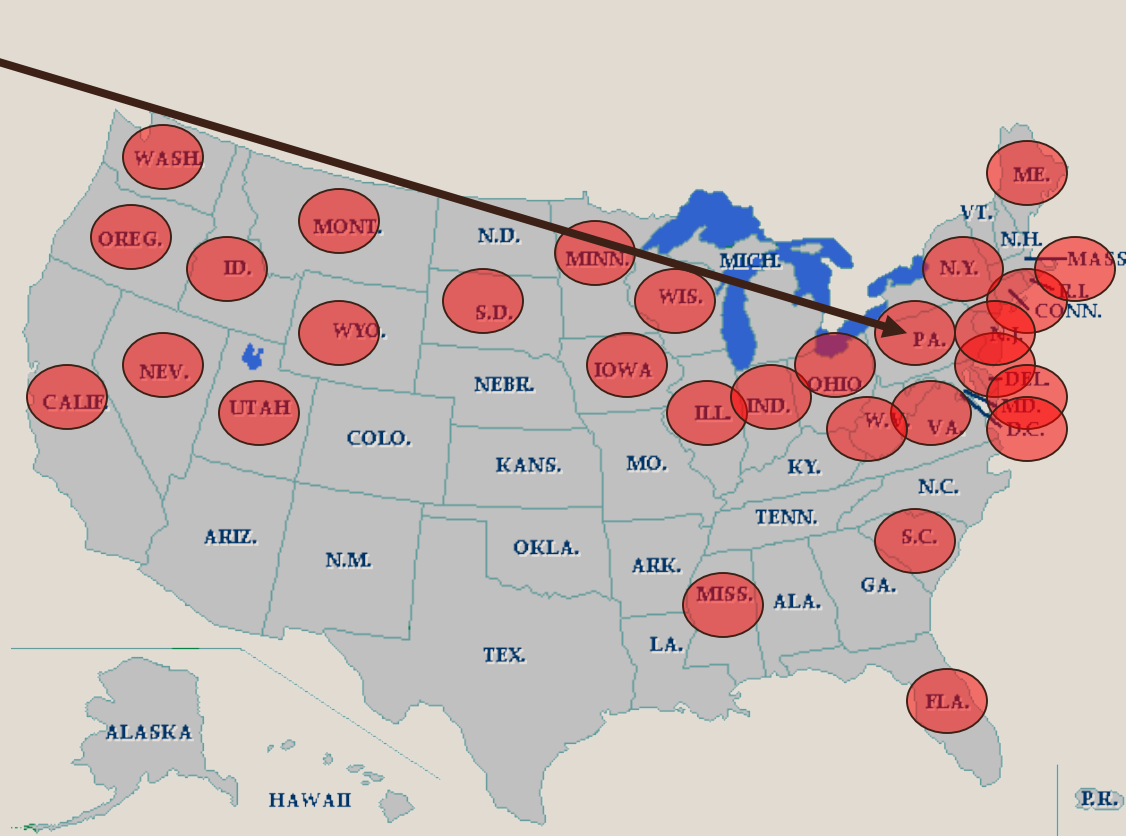 WASH.
ME.
VT.
MONT.
OREG.
N.D.
N.H.
MINN.
MICH.
MASS
ID.
N.Y.
R.I.
WIS.
S.D.
CONN.
WYO.
N.J.
PA.
NEV.
IOWA
DEL.
OHIO
NEBR.
CALIF.
UTAH
ILL.
IND.
MD.
W.V.
VA.
D.C.
COLO.
KANS.
MO.
KY.
N.C.
TENN.
ARIZ.
S.C.
OKLA.
N.M.
ARK.
GA.
MISS.
ALA.
LA.
TEX.
FLA.
ALASKA
HAWAII
P.R.